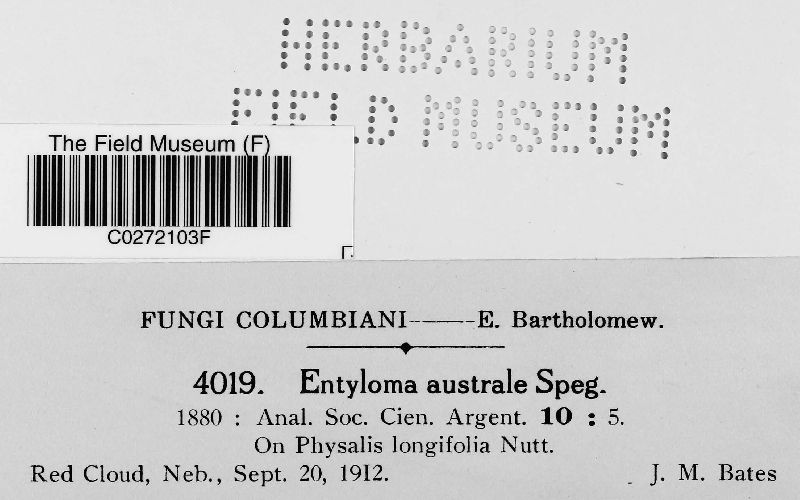 HERBARIUM
FIELD MUSEUM
The Field Museum (F)
C0272103F
FUNGI COLUMBIANI——E. Bartholomew.
4019. Entyloma australe Speg.
1880 : Anal. Soc. Cien. Argent. 10 : 5.
On Physalis longifolia Nutt.
Red Cloud, Neb., Sept. 20, 1912. J. M. Bates